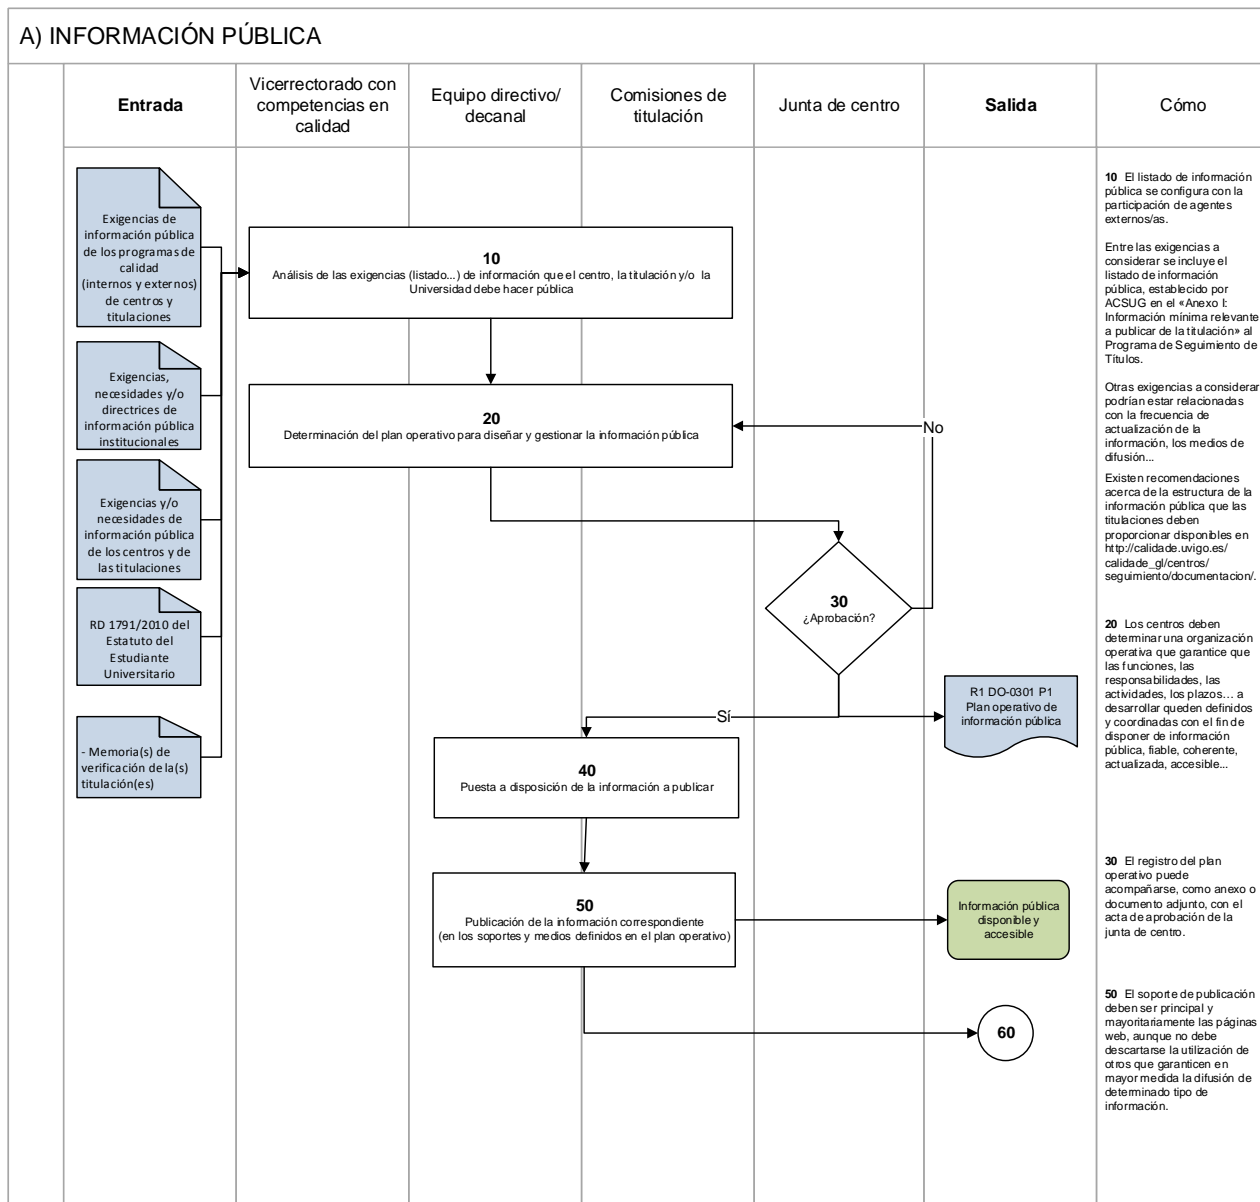 A) INFORMACIÓN PÚBLICA
Entrada
Vicerrectorado con
competencias en
calidad
Equipo directivo/
decanal
Comisiones de
titulación
Junta de centro
Salida
Cómo
Exigencias de
información pública
de los programas de
calidad
(internos y externos)
de centros y
titulaciones
Exigencias,
necesidades y/o
directrices de
información pública
institucionales
Exigencias y/o
necesidades de
información pública
de los centros y de
las titulaciones
RD 1791/2010 del
Estatuto del
Estudiante
Universitario
- Memoria(s) de
verificación de la(s)
titulación(es)
10
Análisis de las exigencias (listado...) de información que el centro, la titulación y/o la
Universidad debe hacer pública
20
Determinación del plan operativo para diseñar y gestionar la información pública
No
30
¿Aprobación?
Sí
R1 DO-0301 P1
Plan operativo de
información pública
40
Puesta a disposición de la información a publicar
50
Publicación de la información correspondiente
(en los soportes y medios definidos en el plan operativo)
Información pública
disponible y
accesible
60
10 El listado de información
pública se configura con la
participación de agentes
externos/as.
Entre las exigencias a
considerar se incluye el
listado de información
pública, establecido por
ACSUG en el «Anexo I:
Información mínima relevante
a publicar de la titulación» al
Programa de Seguimiento de
Títulos.
Otras exigencias a considerar
podrían estar relacionadas
con la frecuencia de
actualización de la
información, los medios de
difusión...
Existen recomendaciones
acerca de la estructura de la
información pública que las
titulaciones deben
proporcionar disponibles en
http://calidade.uvigo.es/
calidade_gl/centros/
seguimiento/documentacion/.
20 Los centros deben
determinar una organización
operativa que garantice que
las funciones, las
responsabilidades, las
actividades, los plazos... a
desarrollar queden definidos
y coordinadas con el fin de
disponer de información
pública, fiable, coherente,
actualizada, accesible...
30 El registro del plan
operativo puede
acompañarse, como anexo o
documento adjunto, con el
acta de aprobación de la
junta de centro.
50 El soporte de publicación
deben ser principal y
mayoritariamente las páginas
web, aunque no debe
descartarse la utilización de
otros que garanticen en
mayor medida la difusión de
determinado tipo de
información.